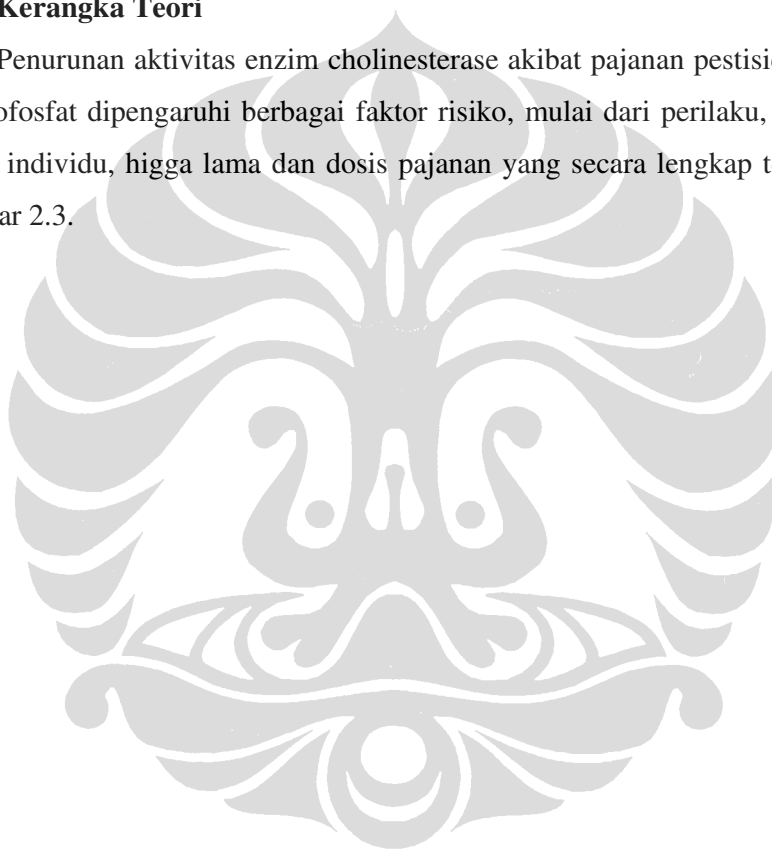 Kerangka Teori
Penurunan aktivitas enzim cholinesterase akibat pajanan pestisi
ofosfat dipengaruhi berbagai faktor risiko, mulai dari perilaku,
individu, higga lama dan dosis pajanan yang secara lengkap
ar 2.3.